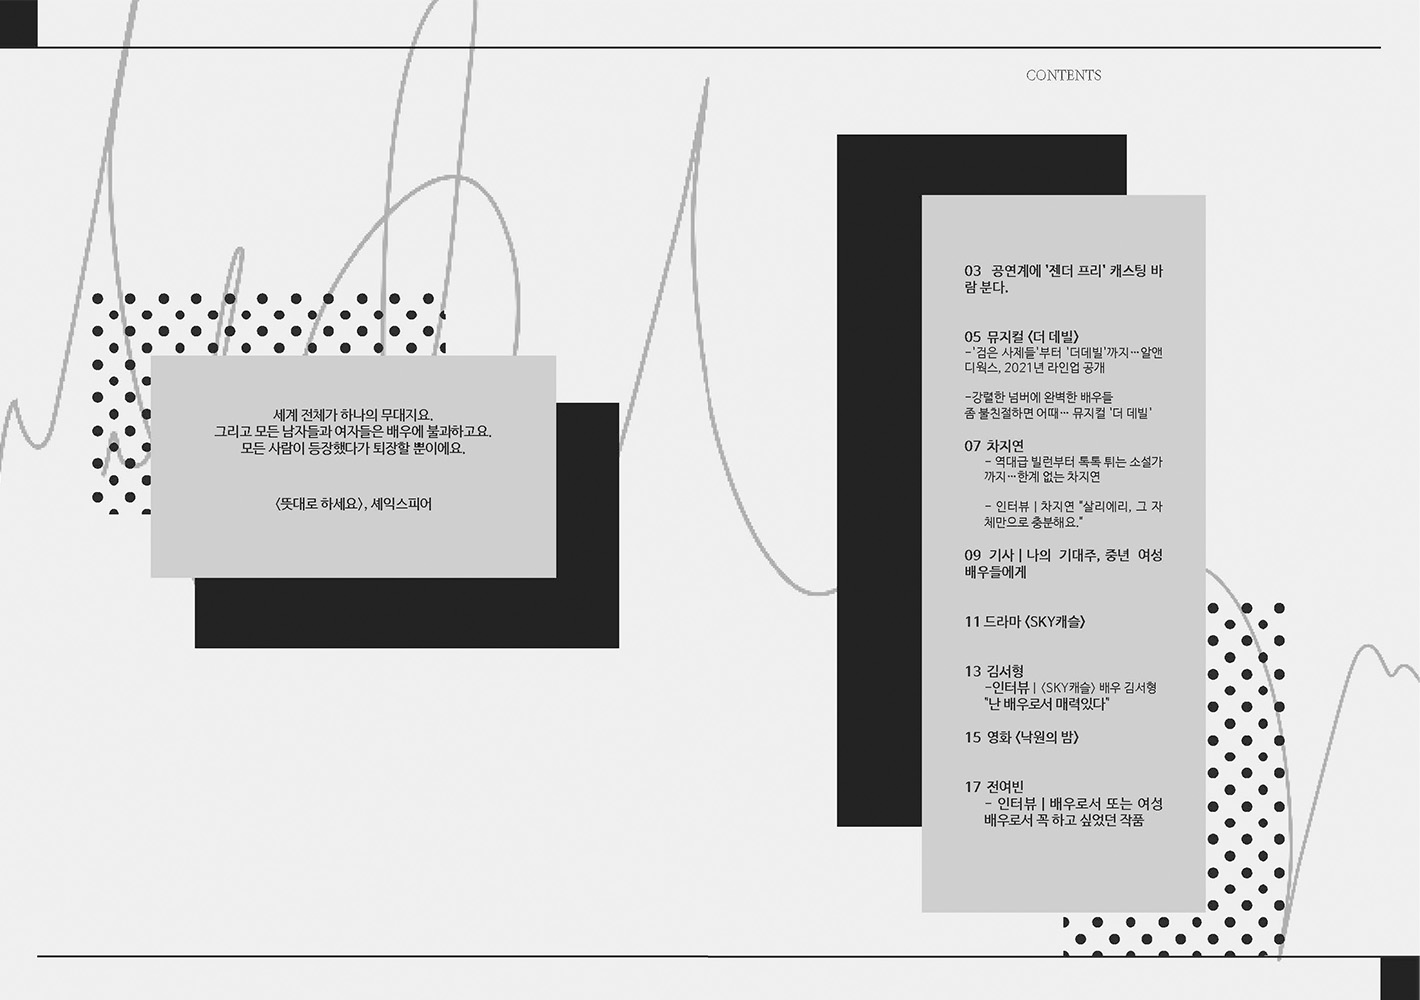 CONTENTS
세계 전체가 하나의 무대지요.
그리고 모든 남자들과 여자들은 배우에 불과하고요.
모든 사람이 등장했다가 퇴장할 뿐이에요.
〈뜻대로 하세요〉, 셰익스피어
03 공연계에 '젠더 프리' 캐스팅 바
람 분다.
05 뮤지컬 〈더 데빌〉
-'검은 사제들'부터 '더데빌'까지…알앤
디웍스, 2021년 라인업 공개
-강렬한 넘버에 완벽한 배우들
좀 불친절하면 어때… 뮤지컬 '더 데빌'
07 차지연
- 역대급 빌런부터 톡톡 튀는 소설가
까지…한계 없는 차지연
- 인터뷰 | 차지연 "살리에리, 그 자
체만으로 충분해요."
09 기사 | 나의 기대주, 중년 여성
배우들에게
11 드라마 〈SKY캐슬〉
13 김서형
-인터뷰 | 〈SKY캐슬〉 배우 김서형
"난 배우로서 매력있다"
15 영화 〈낙원의 밤〉
17 전여빈
- 인터뷰 | 배우로서 또는 여성
배우로서 꼭 하고 싶었던 작품